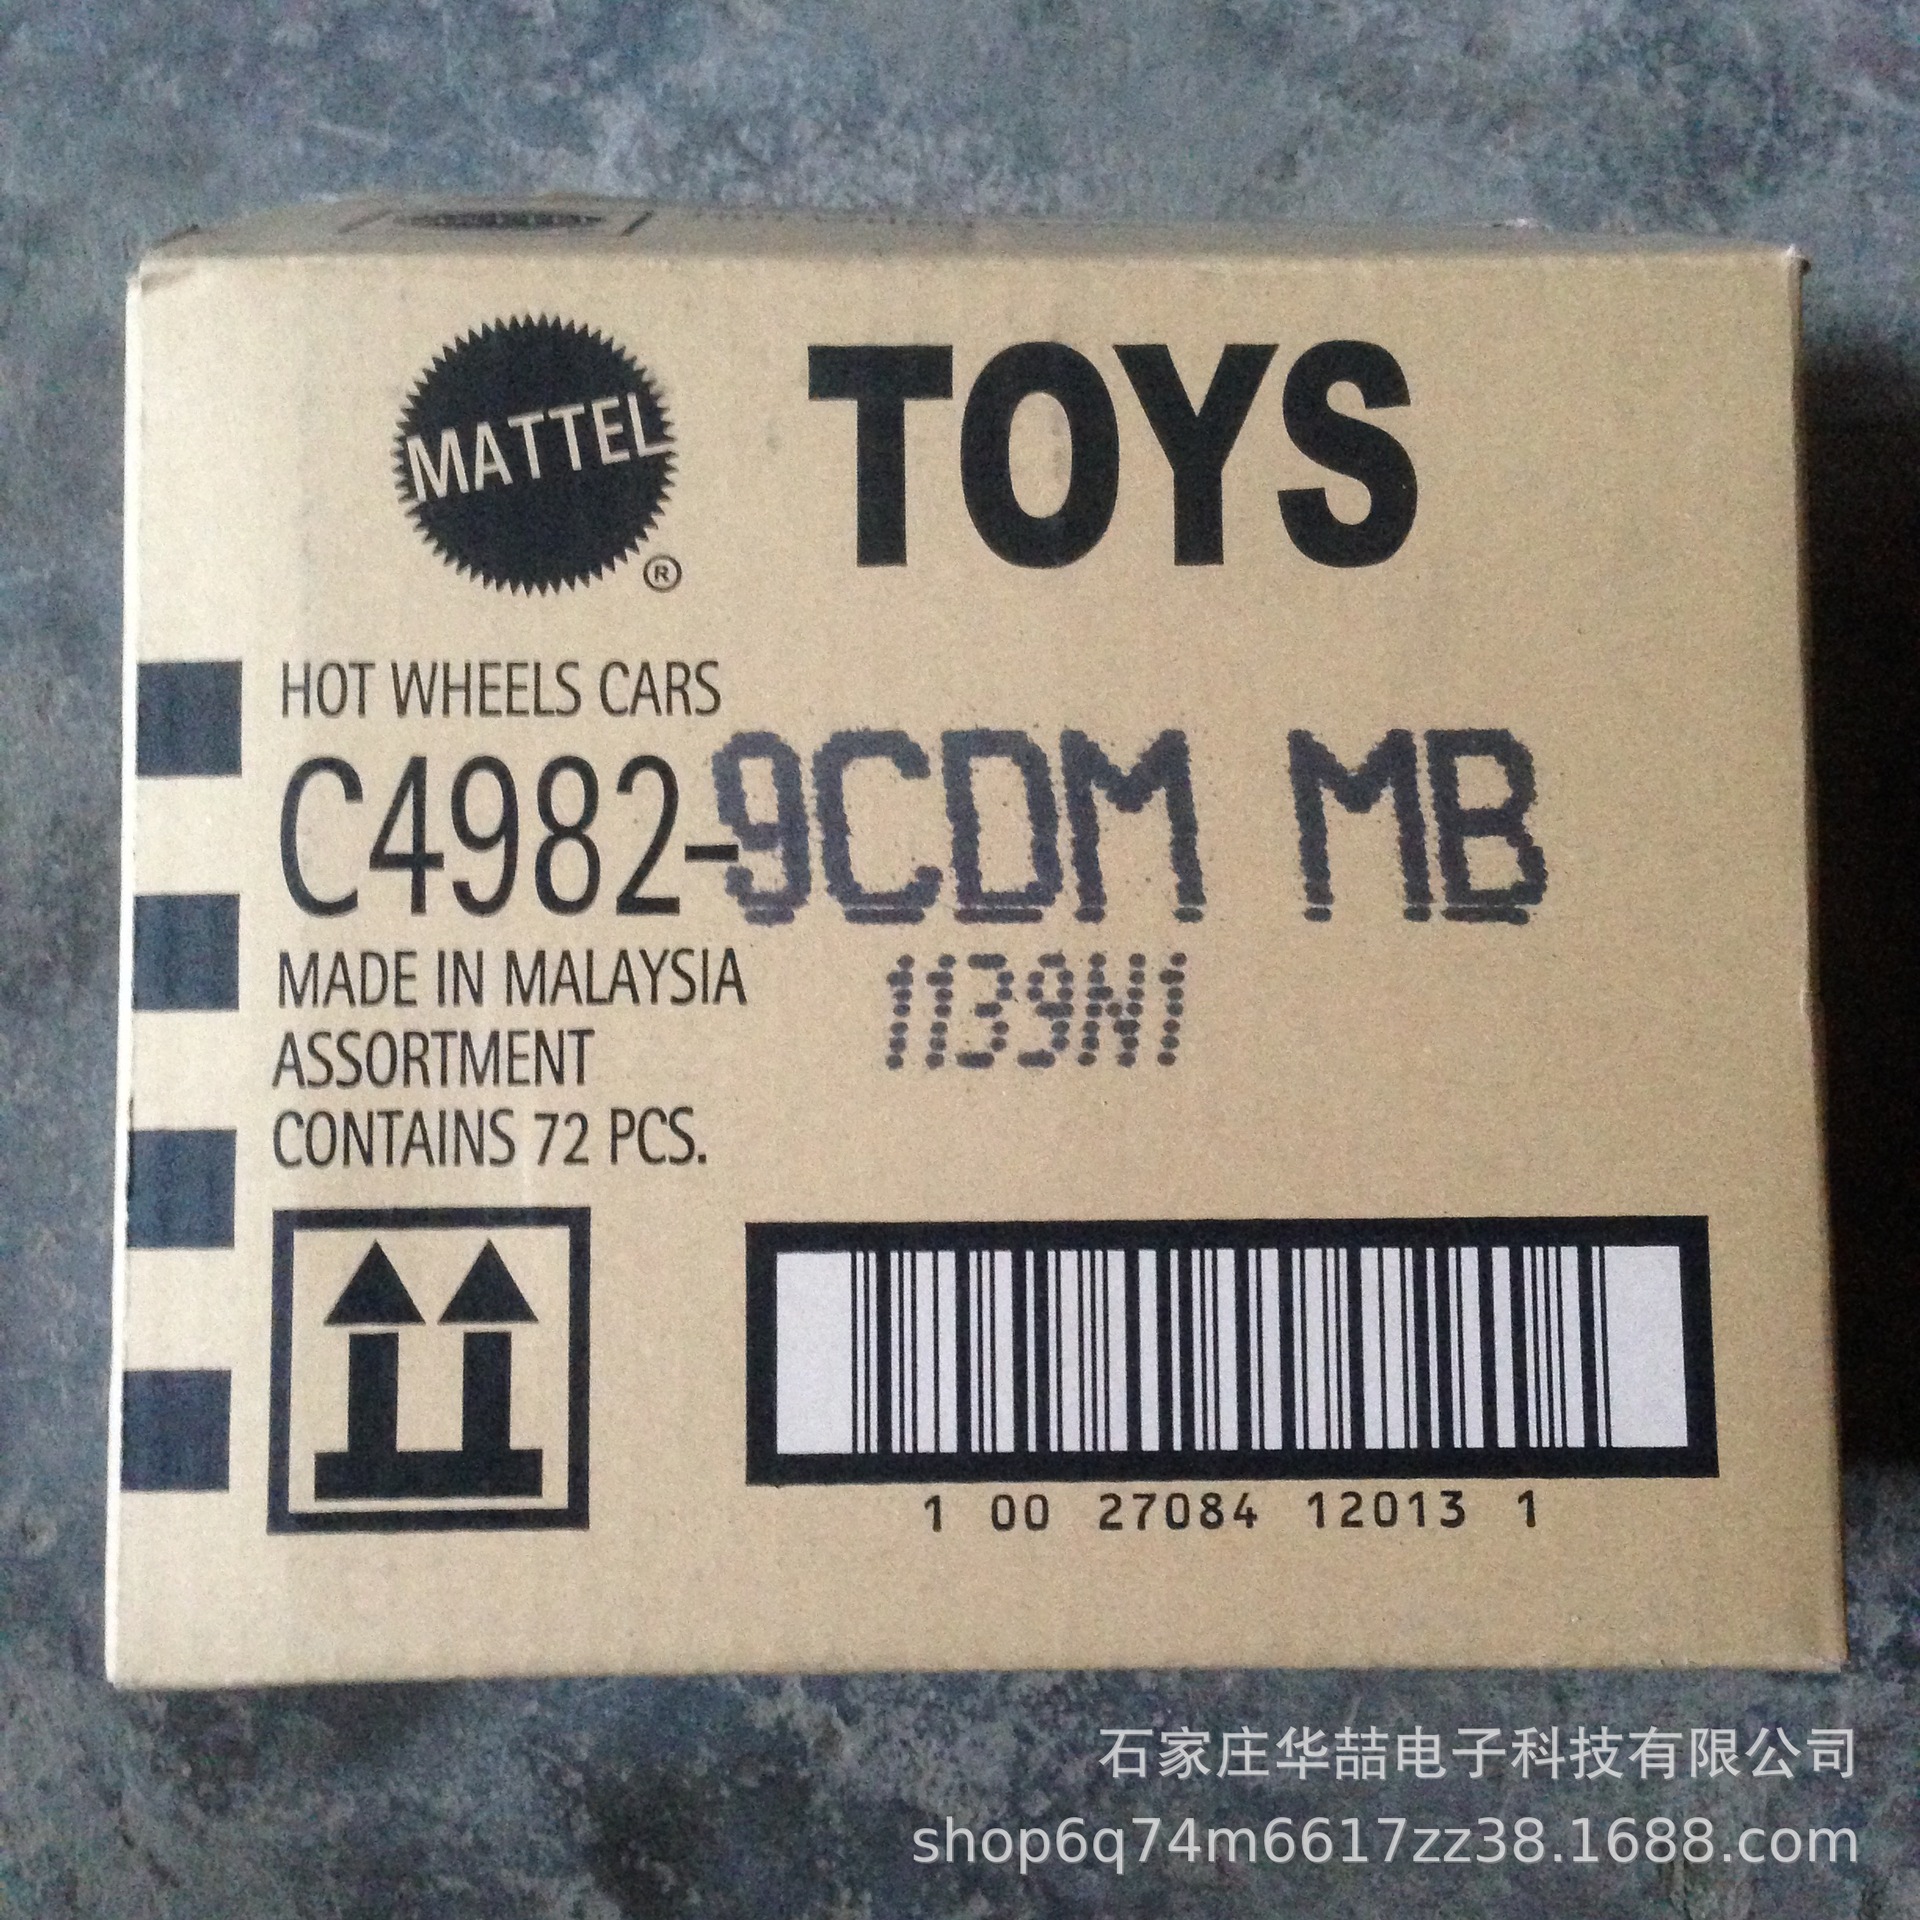 MATTEL
®
TOYS
HOT WHEELS CARS
C4982-9CDM MB
1139N1
MADE IN MALAYSIA
ASSORTMENT
CONTAINS 72 PCS.
1 00 27084 12013 1
石家庄华喆电子科技有限公司
shop6q74m6617zz38.1688.com